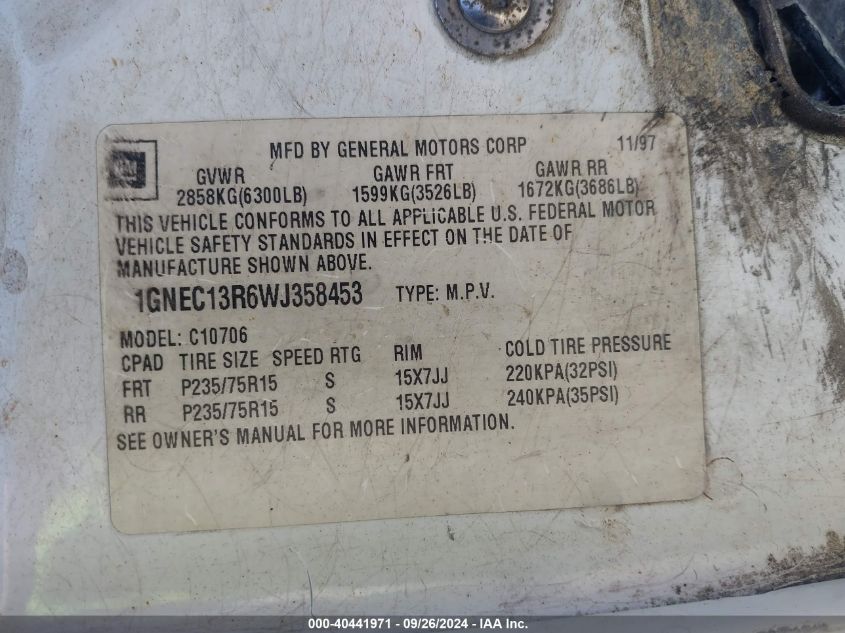 MFD BY GENERAL MOTORS CORP 11/97
GVWR GAWR FRT GAWR RR
2858KG(6300LB) 1599KG(3526LB) 1672KG(3686LB)
THIS VEHICLE CONFORMS TO ALL APPLICABLE U.S. FEDERAL MOTOR
VEHICLE SAFETY STANDARDS IN EFFECT ON THE DATE OF
MANUFACTURE SHOWN ABOVE.
1GNEC13R6WJ358453 TYPE: M.P.V.
MODEL: C10706
CPAD TIRE SIZE SPEED RTG RIM COLD TIRE PRESSURE
FRT P235/75R15 S 15X7JJ 220KPA(32PSI)
RR P235/75R15 S 15X7JJ 240KPA(35PSI)
SEE OWNER'S MANUAL FOR MORE INFORMATION.
000-40441971 - 09/26/2024 - IAA Inc.